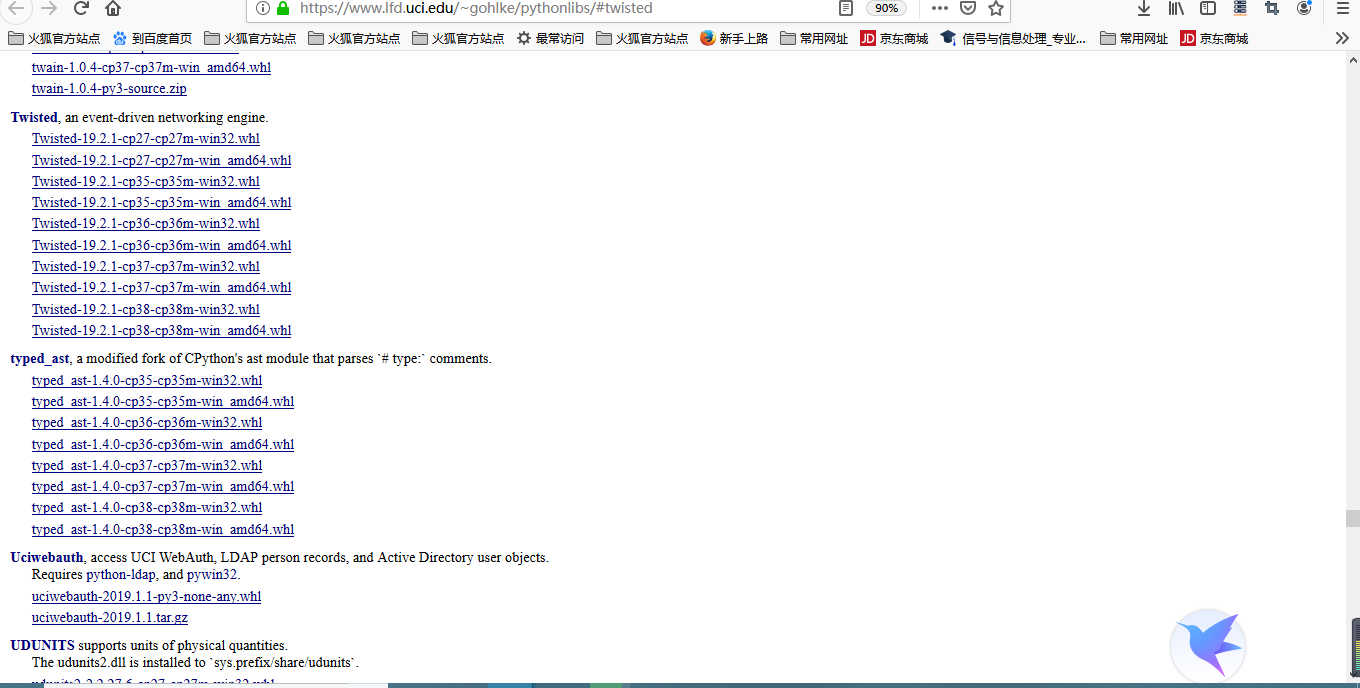 https://www.lfd.uci.edu/~gohlke/pythonlibs/#twisted
90%
火狐官方站点 到百度首页 火狐官方站点 火狐官方站点 火狐官方站点 最常访问 火狐官方站点 新手上路 常用网址 JD 京东商城 信号与信息处理_专业... 常用网址 JD 京东商城
twain-1.0.4-cp37-cp37m-win_amd64.whl
twain-1.0.4-py3-source.zip
Twisted, an event-driven networking engine.
Twisted-19.2.1-cp27-cp27m-win32.whl
Twisted-19.2.1-cp27-cp27m-win_amd64.whl
Twisted-19.2.1-cp35-cp35m-win32.whl
Twisted-19.2.1-cp35-cp35m-win_amd64.whl
Twisted-19.2.1-cp36-cp36m-win32.whl
Twisted-19.2.1-cp36-cp36m-win_amd64.whl
Twisted-19.2.1-cp37-cp37m-win32.whl
Twisted-19.2.1-cp37-cp37m-win_amd64.whl
Twisted-19.2.1-cp38-cp38m-win32.whl
Twisted-19.2.1-cp38-cp38m-win_amd64.whl
typed_ast, a modified fork of CPython's ast module that parses `# type:` comments.
typed_ast-1.4.0-cp35-cp35m-win32.whl
typed_ast-1.4.0-cp35-cp35m-win_amd64.whl
typed_ast-1.4.0-cp36-cp36m-win32.whl
typed_ast-1.4.0-cp36-cp36m-win_amd64.whl
typed_ast-1.4.0-cp37-cp37m-win32.whl
typed_ast-1.4.0-cp37-cp37m-win_amd64.whl
typed_ast-1.4.0-cp38-cp38m-win32.whl
typed_ast-1.4.0-cp38-cp38m-win_amd64.whl
Uciwebauth, access UCI WebAuth, LDAP person records, and Active Directory user objects.
Requires python-ldap, and pywin32.
uciwebauth-2019.1.1-py3-none-any.whl
uciwebauth-2019.1.1.tar.gz
UDUNITS supports units of physical quantities.
The udunits2.dll is installed to `sys.prefix/share/udunits`.